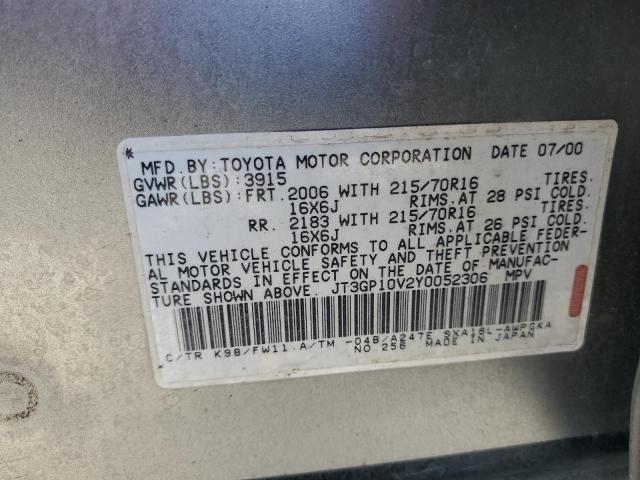 MFD.BY:TOYOTA MOTOR CORPORATION DATE 07/00
GVWR(LBS):3915
GAWR(LBS):FRT. 2006 WITH 215/70R16 TIRES.
16X6J RIMS.AT 28 PSI COLD.
RR. 2183 WITH 215/70R16 TIRES.
16X6J RIMS.AT 26 PSI COLD.
THIS VEHICLE CONFORMS TO ALL APPLICABLE FEDER-
AL MOTOR VEHICLE SAFETY AND THEFT PREVENTION
STANDARDS IN EFFECT ON THE DATE OF MANUFAC-
TURE SHOWN ABOVE. JT3GP10V2Y0052306 MPV
C/TR K98/FW11.A/TM -04B/A247E SXA16L-AWPGKA
NO 256 MADE IN JAPAN